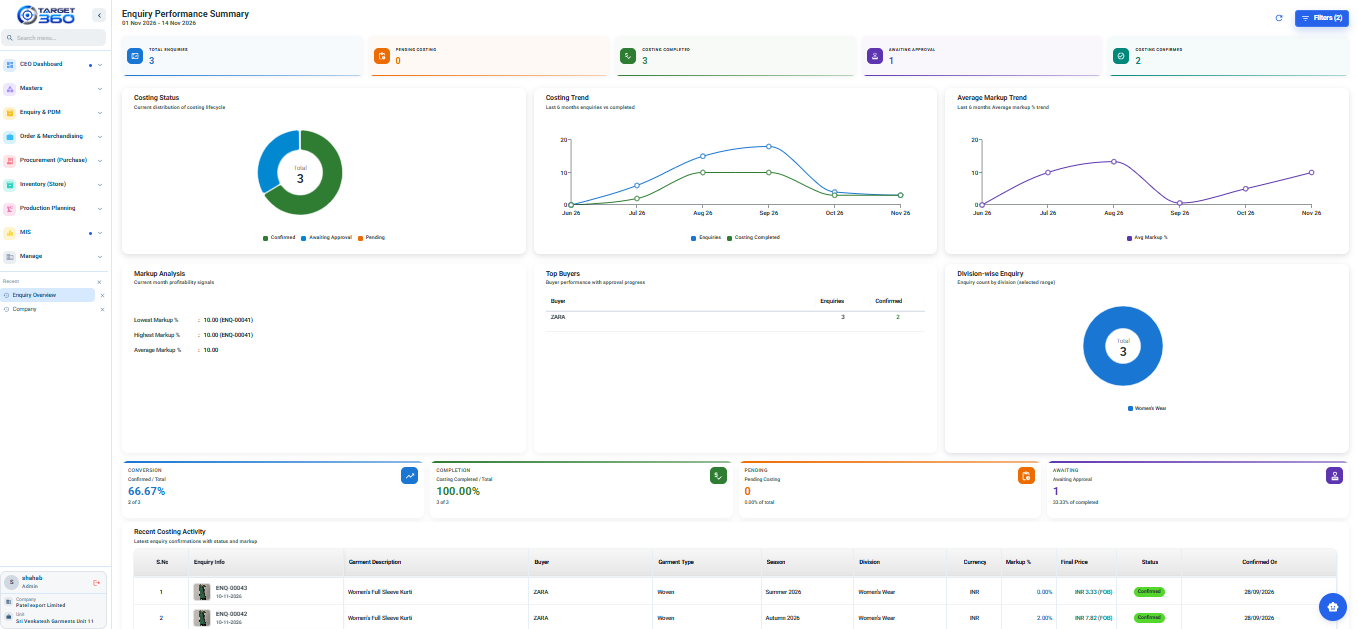 TARGET
360
Search menu...
CEO Dashboard
Masters
Enquiry & PDM
Order & Merchandising
Procurement (Purchase)
Inventory (Store)
Production Planning
MIS
Manage
Recent
Enquiry Overview
Company
S
shahab
Admin
Company
Patel export Limited
Unit
Sri Venkatesh Garments Unit 11
Enquiry Performance Summary
01 Nov 2026 - 14 Nov 2026
Filters (2)
TOTAL ENQUIRIES
3
PENDING COSTING
0
COSTING COMPLETED
3
AWAITING APPROVAL
1
COSTING CONFIRMED
2
Costing Status
Current distribution of costing lifecycle
Total
3
Confirmed Awaiting Approval Pending
Costing Trend
Last 6 months enquiries vs completed
20
10
0
Jun 26 Jul 26 Aug 26 Sep 26 Oct 26 Nov 26
Enquiries Costing Completed
Average Markup Trend
Last 6 months Average markup % trend
20
10
0
Jun 26 Jul 26 Aug 26 Sep 26 Oct 26 Nov 26
Avg Markup %
Markup Analysis
Current month profitability signals
Lowest Markup % : 10.00 (ENQ-00041)
Highest Markup % : 10.00 (ENQ-00041)
Average Markup % : 10.00
Top Buyers
Buyer performance with approval progress
Buyer Enquiries Confirmed
ZARA 3 2
Division-wise Enquiry
Enquiry count by division (selected range)
Total
3
Women's Wear
CONVERSION
Confirmed / Total
66.67%
2 of 3
COMPLETION
Costing Completed / Total
100.00%
3 of 3
PENDING
Pending Costing
0
0.00% of total
AWAITING
Awaiting Approval
1
33.33% of completed
Recent Costing Activity
Latest enquiry confirmations with status and markup
S.No Enquiry Info Garment Description Buyer Garment Type Season Division Currency Markup % Final Price Status Confirmed On
1 ENQ-00043 Women's Full Sleeve Kurti ZARA Woven Summer 2026 Women's Wear INR 0.00% INR 3.33 (FOB) Confirmed 28/09/2026
10-11-2026
2 ENQ-00042 Women's Full Sleeve Kurti ZARA Woven Autumn 2026 Women's Wear INR 2.00% INR 7.82 (FOB) Confirmed 28/09/2026
10-11-2026